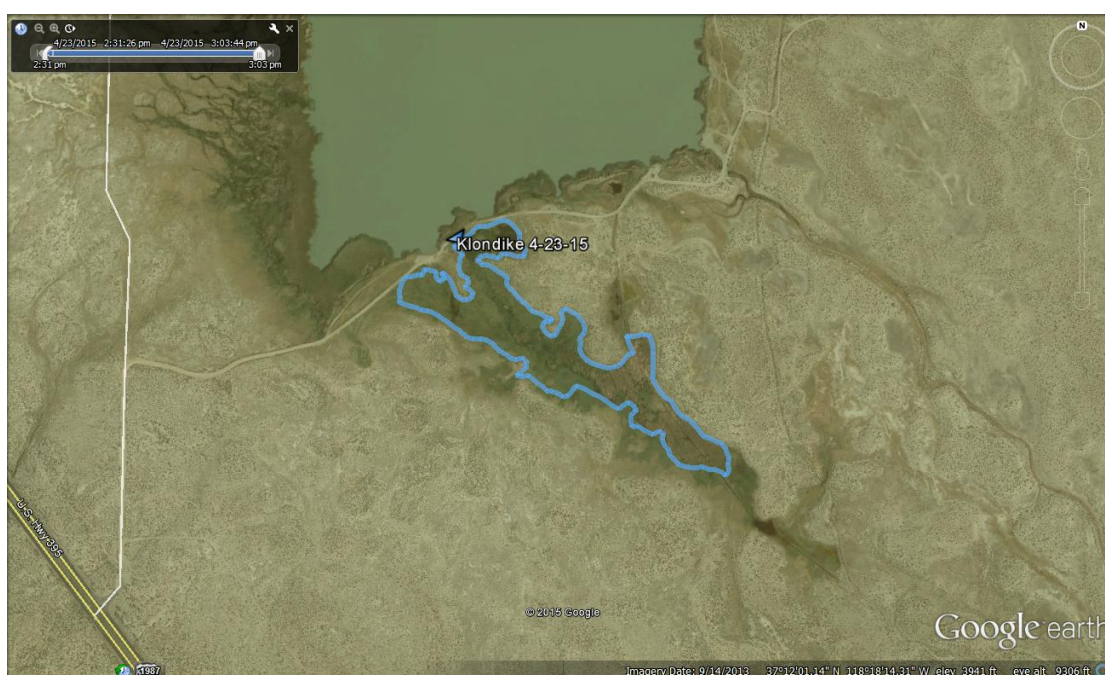 4/23/2015 2:31:26 pm 4/23/2015 3:03:44 pm
2:31 pm 3:03 pm
N
Klondike 4-23-15
U.S. Hwy 395
© 2015 Google
Google earth
1987
Imagery Date: 9/14/2013 37°12'01.14" N 118°18'14.31" W elev 3941 ft eye alt 9306 ft